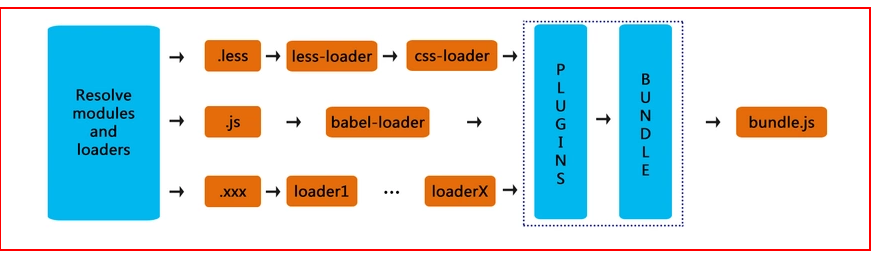 Resolve
modules
and
loaders
.less
less-loader
css-loader
.js
babel-loader
.xxx
loader1
...
loaderX
PLUGINS
BUNDLE
bundle.js